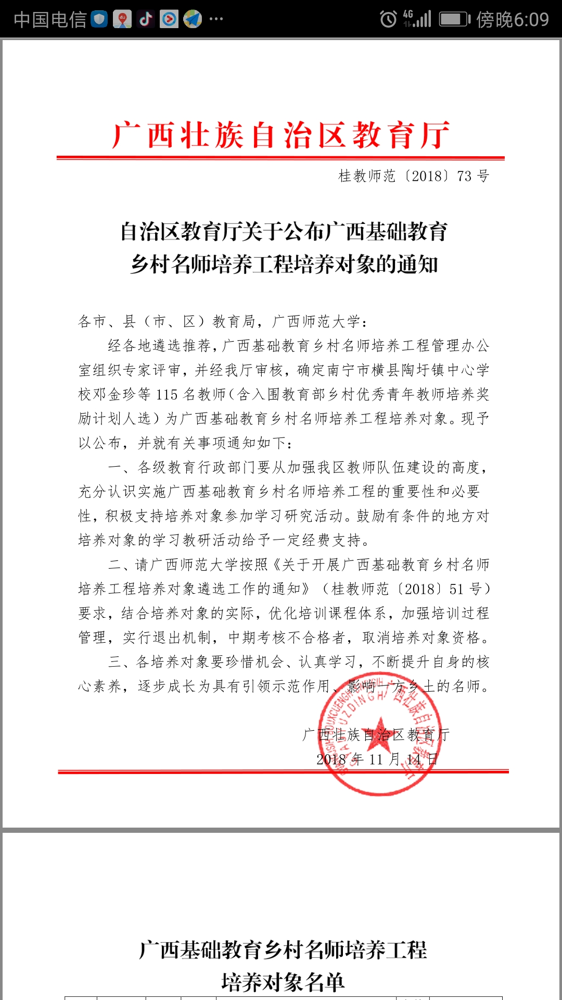 中国电信
4G
傍晚6:09
广西壮族自治区教育厅
桂教师范〔2018〕73 号
自治区教育厅关于公布广西基础教育
乡村名师培养工程培养对象的通知
各市、县（市、区）教育局，广西师范大学：
经各地遴选推荐，广西基础教育乡村名师培养工程管理办公
室组织专家评审，并经我厅审核，确定南宁市横县陶圩镇中心学
校邓金珍等 115 名教师（含入围教育部乡村优秀青年教师培养奖
励计划人选）为广西基础教育乡村名师培养工程培养对象。现予
以公布，并就有关事项通知如下：
一、各级教育行政部门要从加强我区教师队伍建设的高度，
充分认识实施广西基础教育乡村名师培养工程的重要性和必要
性，积极支持培养对象参加学习研究活动。鼓励有条件的地方对
培养对象的学习教研活动给予一定经费支持。
二、请广西师范大学按照《关于开展广西基础教育乡村名师
培养工程培养对象遴选工作的通知》（桂教师范〔2018〕51 号）
要求，结合培养对象的实际，优化培训课程体系，加强培训过程
管理，实行退出机制，中期考核不合格者，取消培养对象资格。
三、各培养对象要珍惜机会、认真学习，不断提升自身的核
心素养，逐步成长为具有引领示范作用、影响一方乡土的名师。
广西壮族自治区教育厅
2018 年 11 月 14 日
广西壮族自治区教育厅
广西基础教育乡村名师培养工程
培养对象名单